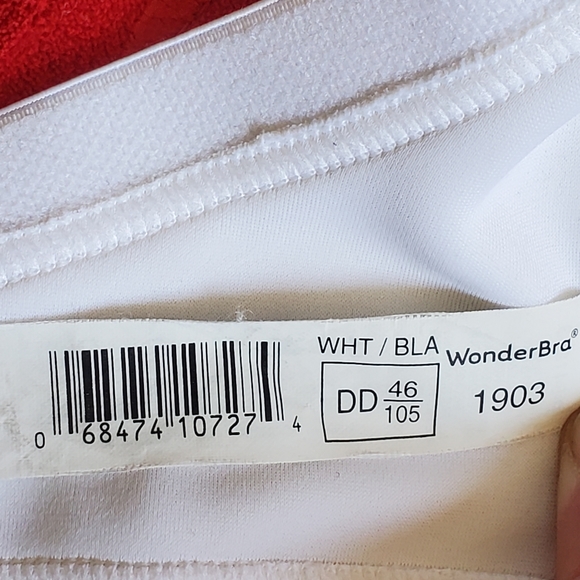 WHT / BLA WonderBra®
DD 46/105 1903
0 68474 10727 4